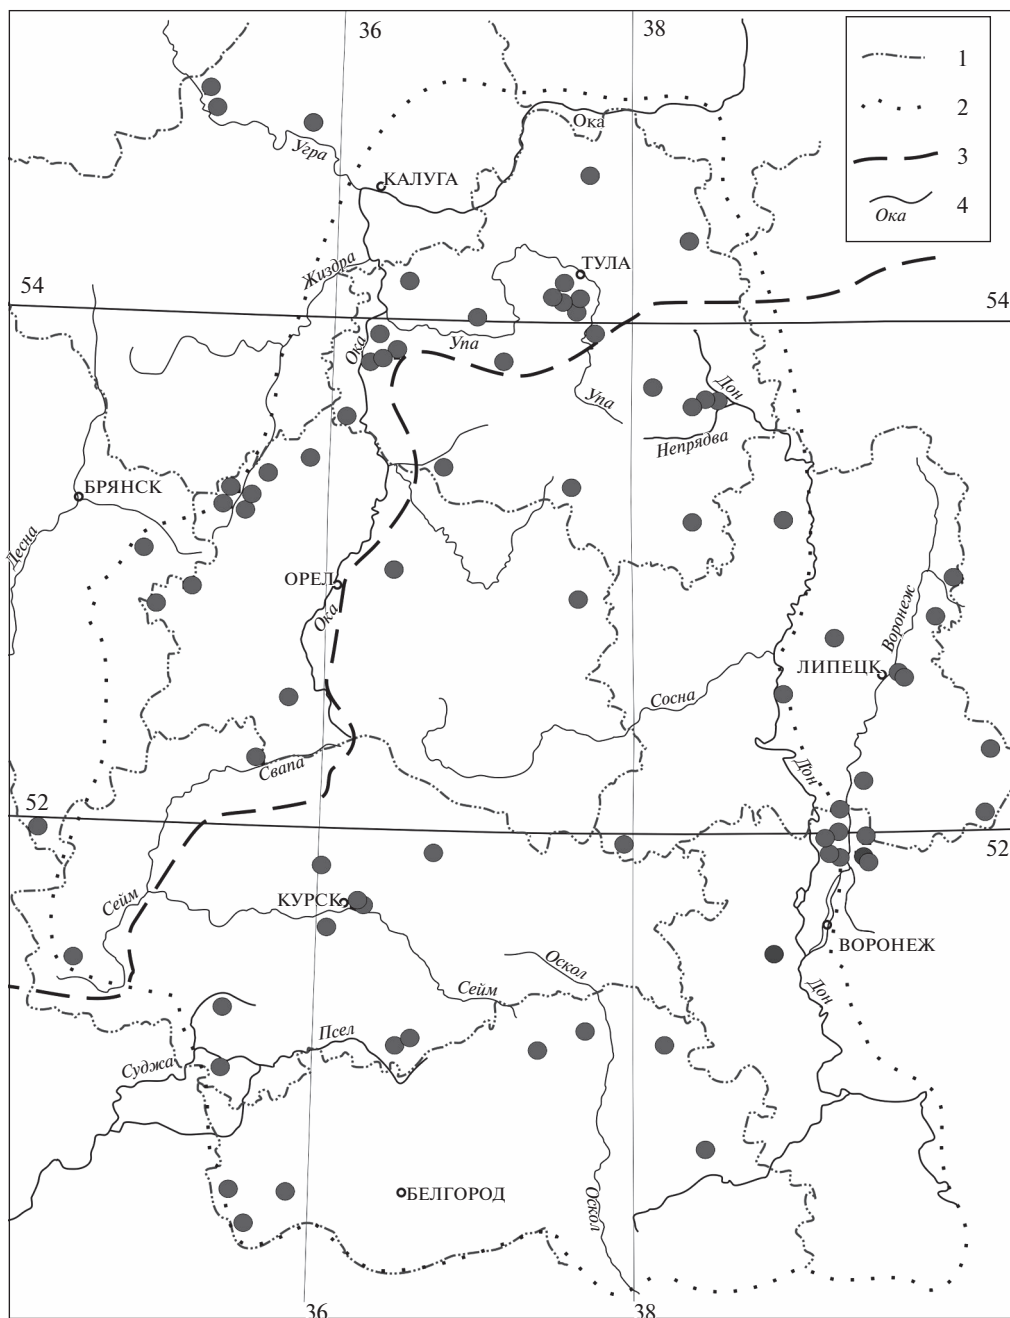 36
38
1
2
3
Ока
4
Ока
Угра
КАЛУГА
Жиздра
ТУЛА
54
54
Ока
Упа
Упа
Дон
Непрядва
БРЯНСК
Десна
ОРЕЛ
Ока
Воронеж
ЛИПЕЦК
Сосна
Свапа
Дон
52
52
Сейм
КУРСК
ВОРОНЕЖ
Оскол
Сейм
Дон
Псел
Суджа
БЕЛГОРОД
Оскол
36
38